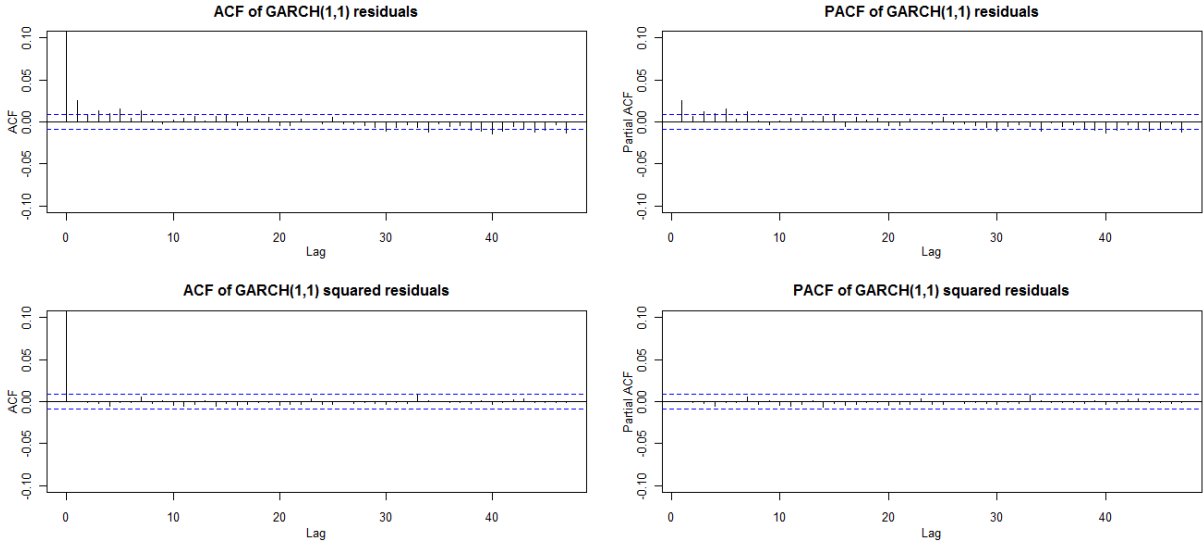 ACF of GARCH(1,1) residuals
ACF
0.10
0.05
0.00
-0.05
-0.10
0 10 20 30 40
Lag
PACF of GARCH(1,1) residuals
Partial ACF
0.10
0.05
0.00
-0.05
-0.10
0 10 20 30 40
Lag
ACF of GARCH(1,1) squared residuals
ACF
0.10
0.05
0.00
-0.05
-0.10
0 10 20 30 40
Lag
PACF of GARCH(1,1) squared residuals
Partial ACF
0.10
0.05
0.00
-0.05
-0.10
0 10 20 30 40
Lag